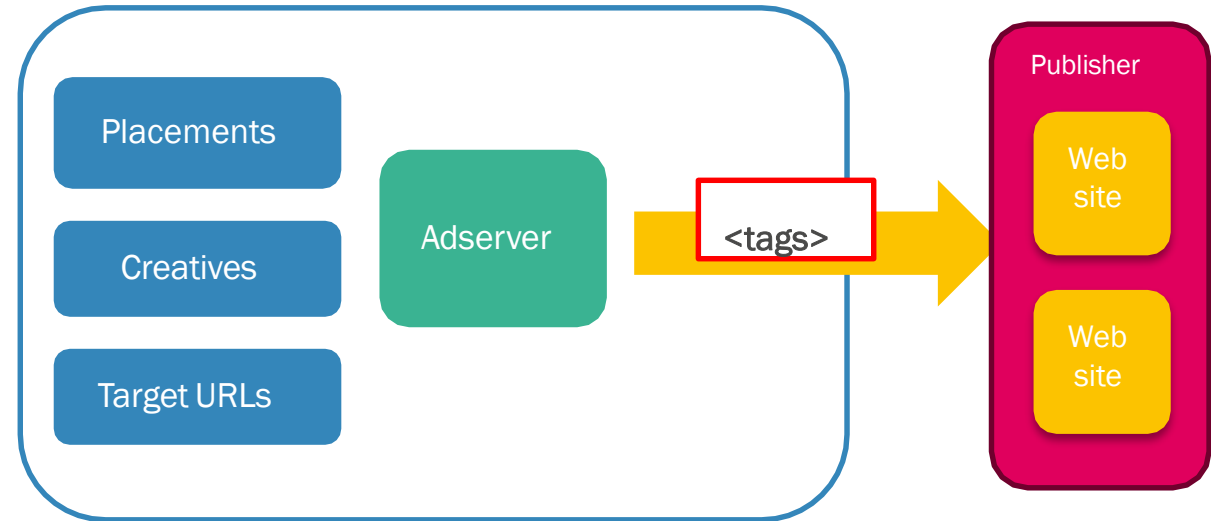 Placements
Creatives
Target URLs
Adserver
<tags>
Publisher
Web
site
Web
site